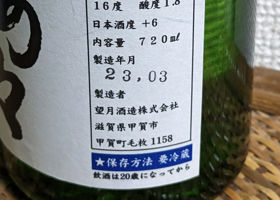 16度 酸度1.8
日本酒度 +6
内容量 720ml
製造年月
23,03
製造者
望月酒造株式会社
滋賀県甲賀市
甲賀町毛枚1158
★保存方法 要冷蔵
飲酒は20歳になってから